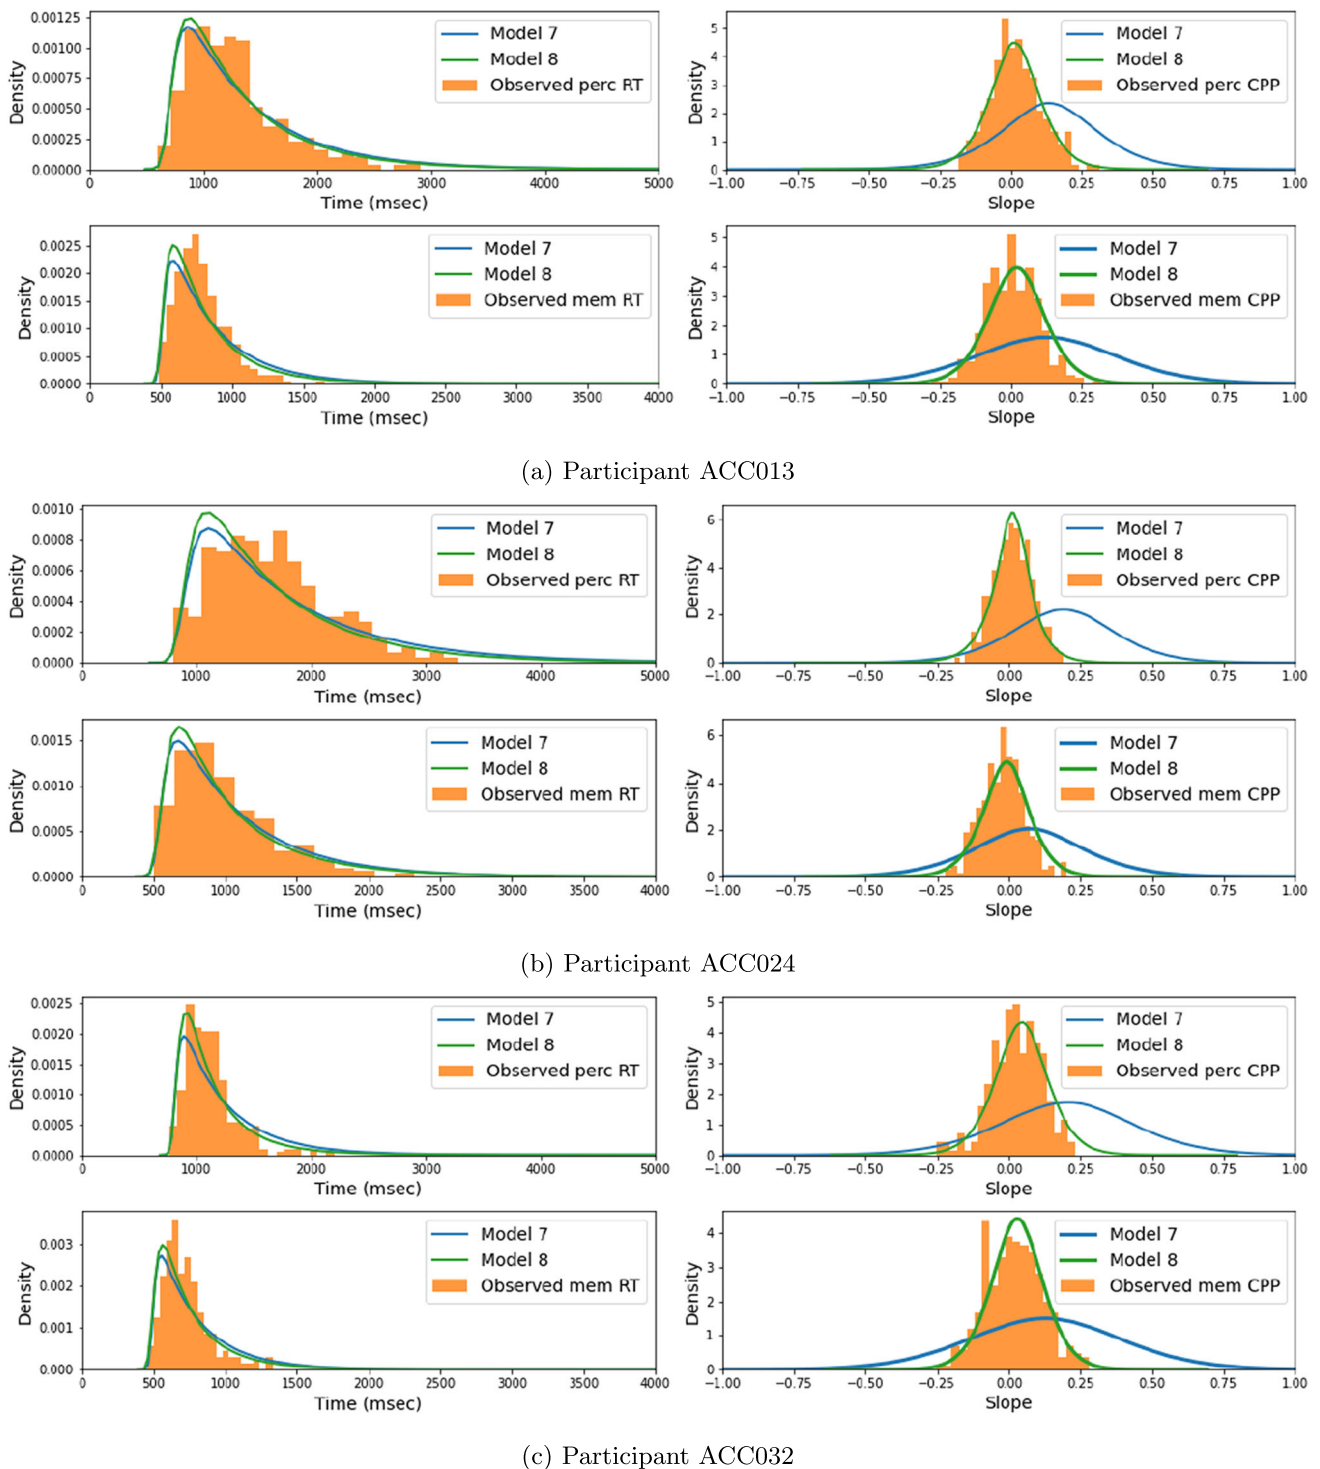 0.00125
0.00100
0.00075
0.00050
0.00025
0.00000
Density
Model 7
Model 8
Observed perc RT
0 1000 2000 3000 4000 5000
Time (msec)
5
4
3
2
1
0
Density
Model 7
Model 8
Observed perc CPP
−1.00 −0.75 −0.50 −0.25 0.00 0.25 0.50 0.75 1.00
Slope
0.0025
0.0020
0.0015
0.0010
0.0005
0.0000
Density
Model 7
Model 8
Observed mem RT
0 500 1000 1500 2000 2500 3000 3500 4000
Time (msec)
5
4
3
2
1
0
Density
Model 7
Model 8
Observed mem CPP
−1.00 −0.75 −0.50 −0.25 0.00 0.25 0.50 0.75 1.00
Slope
(a) Participant ACC013
0.0010
0.0008
0.0006
0.0004
0.0002
0.0000
Density
Model 7
Model 8
Observed perc RT
0 1000 2000 3000 4000 5000
Time (msec)
6
4
2
0
Density
Model 7
Model 8
Observed perc CPP
−1.00 −0.75 −0.50 −0.25 0.00 0.25 0.50 0.75 1.00
Slope
0.0015
0.0010
0.0005
0.0000
Density
Model 7
Model 8
Observed mem RT
0 500 1000 1500 2000 2500 3000 3500 4000
Time (msec)
6
4
2
0
Density
Model 7
Model 8
Observed mem CPP
−1.00 −0.75 −0.50 −0.25 0.00 0.25 0.50 0.75 1.00
Slope
(b) Participant ACC024
0.0025
0.0020
0.0015
0.0010
0.0005
0.0000
Density
Model 7
Model 8
Observed perc RT
0 1000 2000 3000 4000 5000
Time (msec)
5
4
3
2
1
0
Density
Model 7
Model 8
Observed perc CPP
−1.00 −0.75 −0.50 −0.25 0.00 0.25 0.50 0.75 1.00
Slope
0.003
0.002
0.001
0.000
Density
Model 7
Model 8
Observed mem RT
0 500 1000 1500 2000 2500 3000 3500 4000
Time (msec)
4
3
2
1
0
Density
Model 7
Model 8
Observed mem CPP
−1.00 −0.75 −0.50 −0.25 0.00 0.25 0.50 0.75 1.00
Slope
(c) Participant ACC032